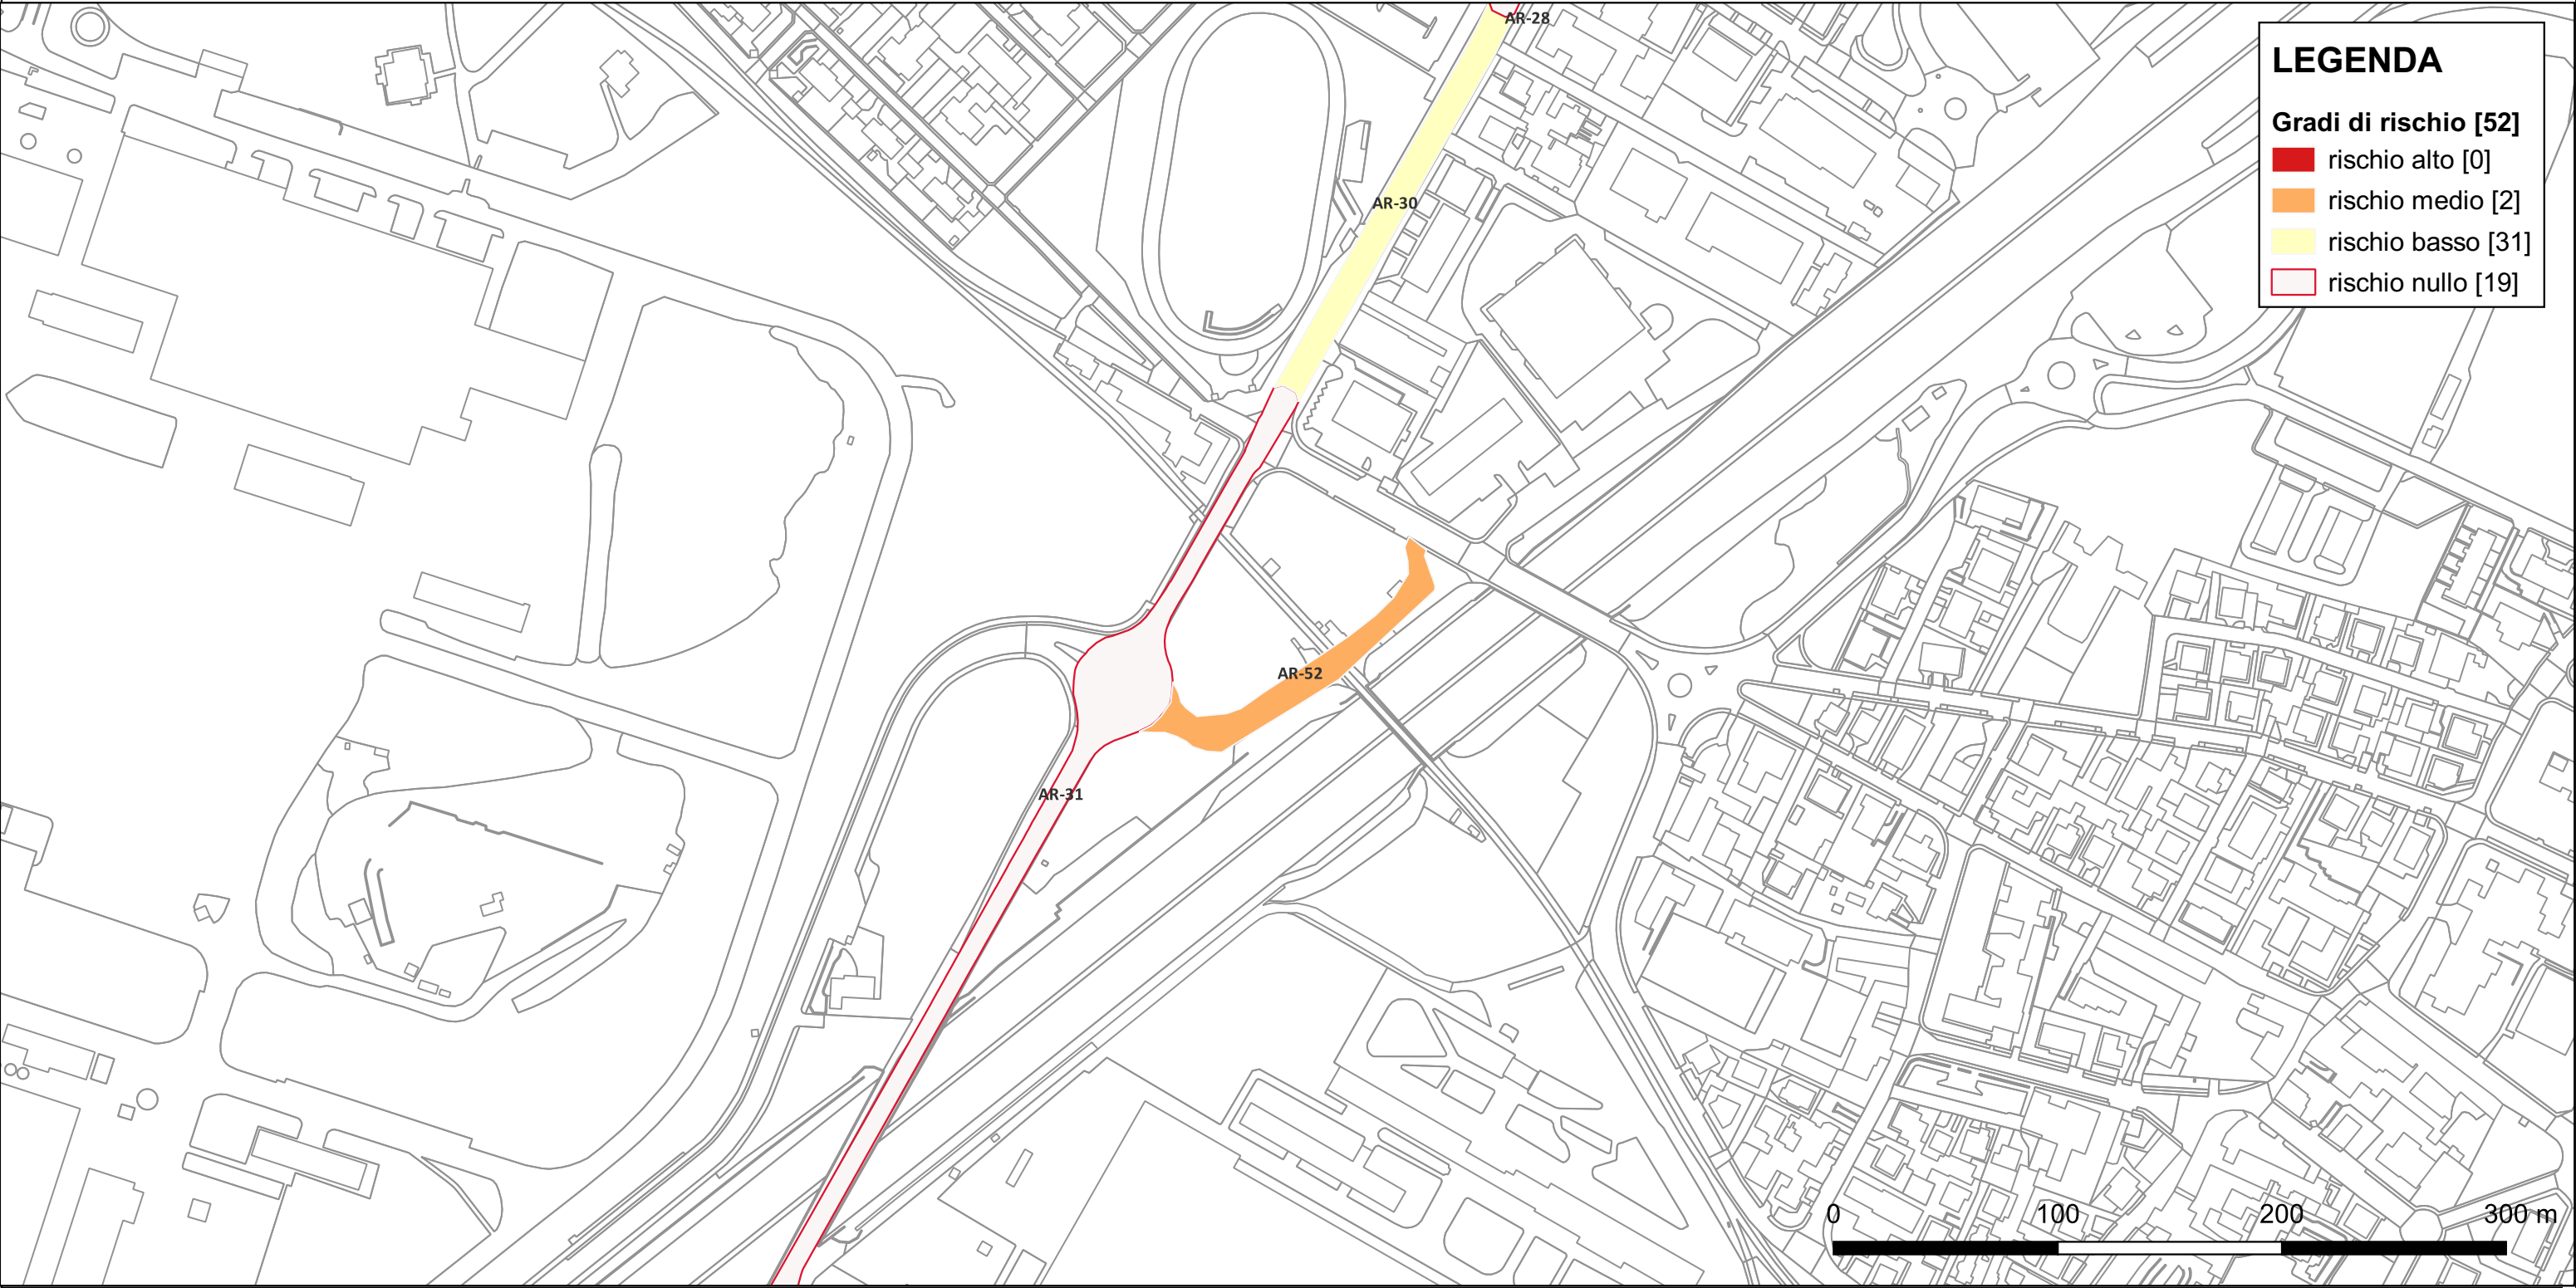 AR-28
LEGENDA
Gradi di rischio [52]
rischio alto [0]
rischio medio [2]
rischio basso [31]
rischio nullo [19]
AR-30
AR-52
AR-31
0 100 200 300 m